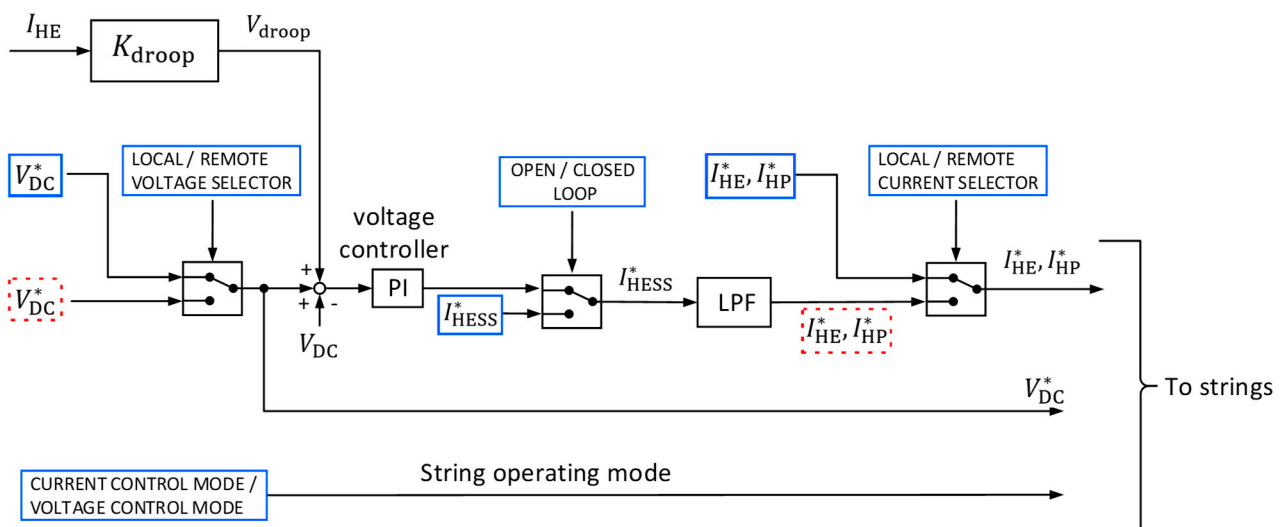 I_HE
K_droop
V_droop
V*_DC
LOCAL / REMOTE
VOLTAGE SELECTOR
V*_DC
+
+
-
V_DC
voltage
controller
PI
OPEN / CLOSED
LOOP
I*_HESS
I*_HESS
LPF
I*_HE, I*_HP
I*_HE, I*_HP
LOCAL / REMOTE
CURRENT SELECTOR
I*_HE, I*_HP
V*_DC
To strings
CURRENT CONTROL MODE /
VOLTAGE CONTROL MODE
String operating mode